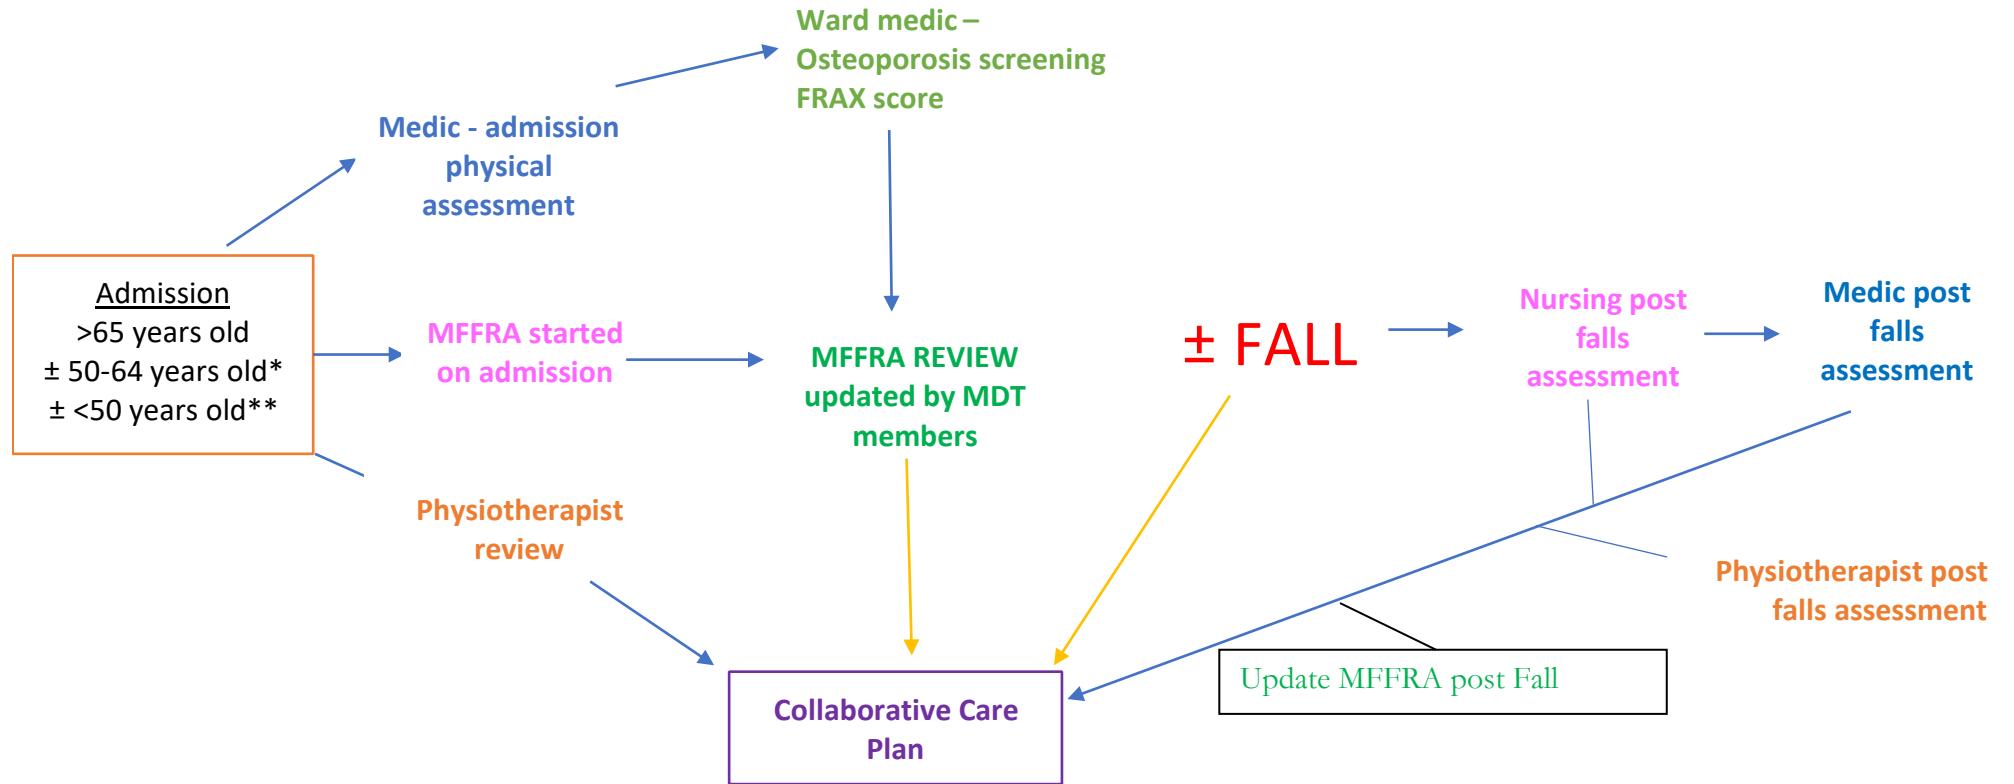 Ward medic –
Osteoporosis screening
FRAX score
Medic - admission
physical
assessment
Admission
>65 years old
± 50-64 years old*
± <50 years old**
MFFRA started
on admission
MFFRA REVIEW
updated by MDT
members
± FALL
Nursing post
falls
assessment
Medic post
falls
assessment
Physiotherapist
review
Physiotherapist post
falls assessment
Update MFFRA post Fall
Collaborative Care
Plan